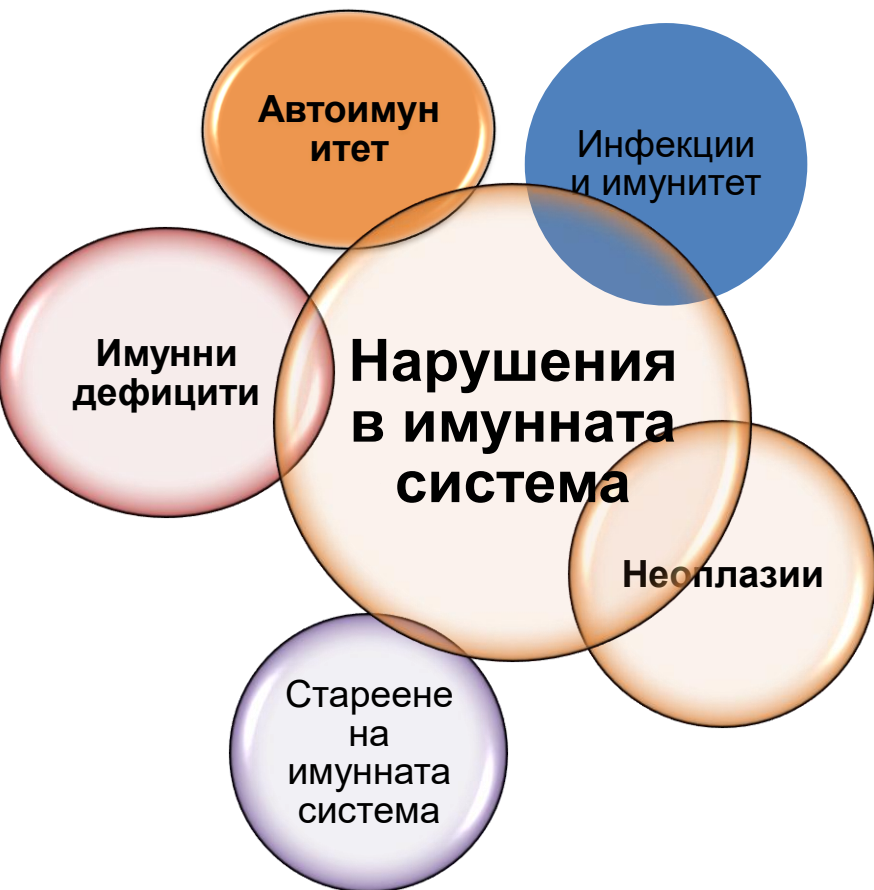 Автоимун
итет
Инфекции
и имунитет
Имунни
дефицити
Нарушения
в имунната
система
Неоплазии
Стареене
на
имунната
система